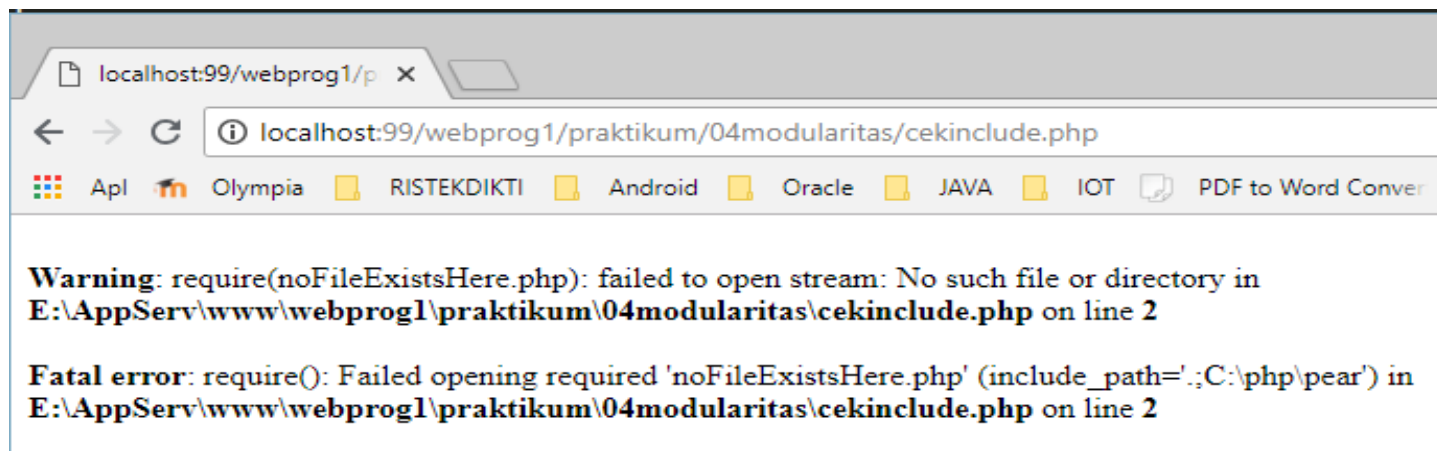 localhost:99/webprog1/p
localhost:99/webprog1/praktikum/04modularitas/cekinclude.php
Apl Olympia RISTEKDIKTI Android Oracle JAVA IOT PDF to Word Conver
Warning: require(noFileExistsHere.php): failed to open stream: No such file or directory in
E:\AppServ\www\webprog1\praktikum\04modularitas\cekinclude.php on line 2
Fatal error: require(): Failed opening required 'noFileExistsHere.php' (include_path='.;C:\php\pear') in
E:\AppServ\www\webprog1\praktikum\04modularitas\cekinclude.php on line 2